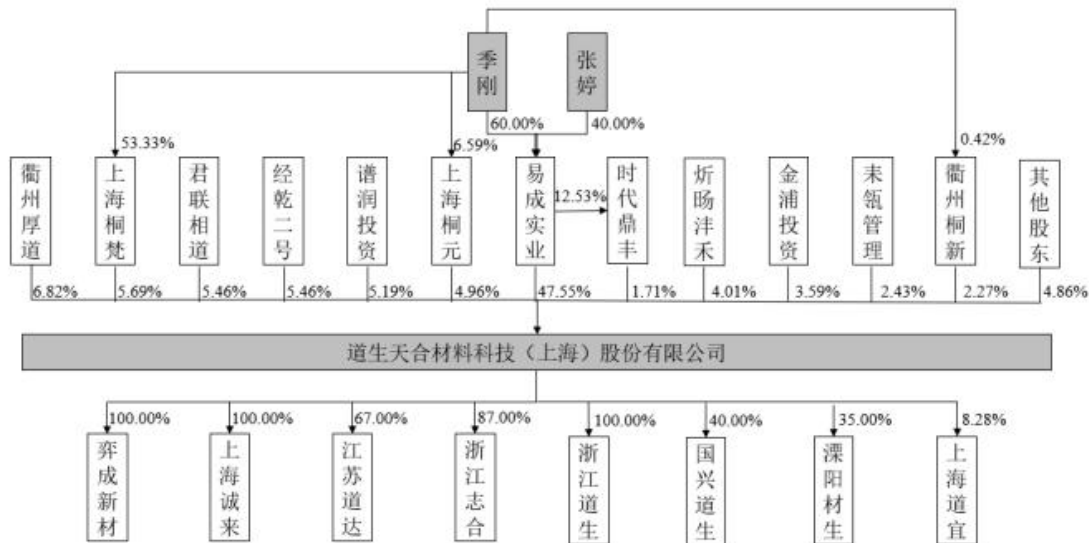 季刚
张婷
60.00%
40.00%
53.33%
6.59%
0.42%
衢州厚道
上海桐梵
君联相道
经乾二号
谱润投资
上海桐元
易成实业
12.53%
时代鼎丰
炘旸沣禾
金浦投资
耒瓴管理
衢州桐新
其他股东
6.82%
5.69%
5.46%
5.46%
5.19%
4.96%
47.55%
1.71%
4.01%
3.59%
2.43%
2.27%
4.86%
道生天合材料科技（上海）股份有限公司
100.00%
100.00%
67.00%
87.00%
100.00%
40.00%
35.00%
8.28%
弈成新材
上海诚来
江苏道达
浙江志合
浙江道生
国兴道生
溧阳材生
上海道宜